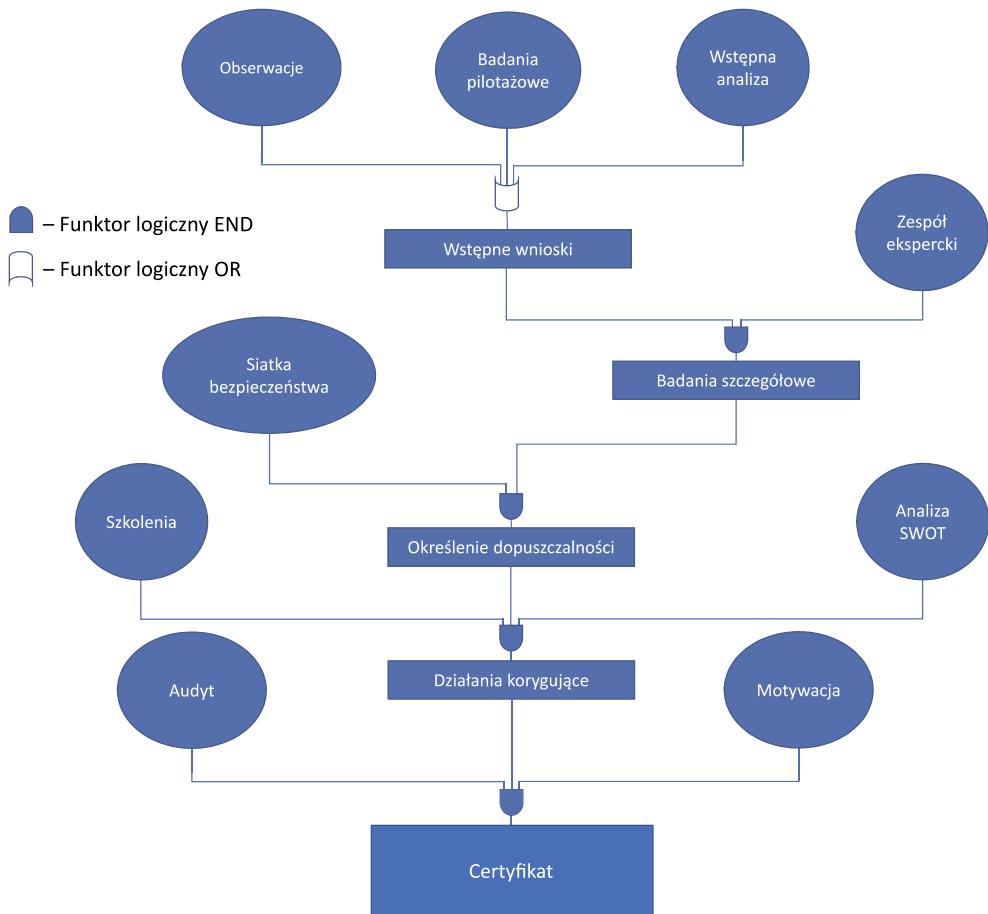 Obserwacje
Badania
pilotażowe
Wstępna
analiza
– Funktor logiczny END
– Funktor logiczny OR
Wstępne wnioski
Zespół
ekspercki
Siatka
bezpieczeństwa
Badania szczegółowe
Szkolenia
Analiza
SWOT
Określenie dopuszczalności
Audyt
Działania korygujące
Motywacja
Certyfikat